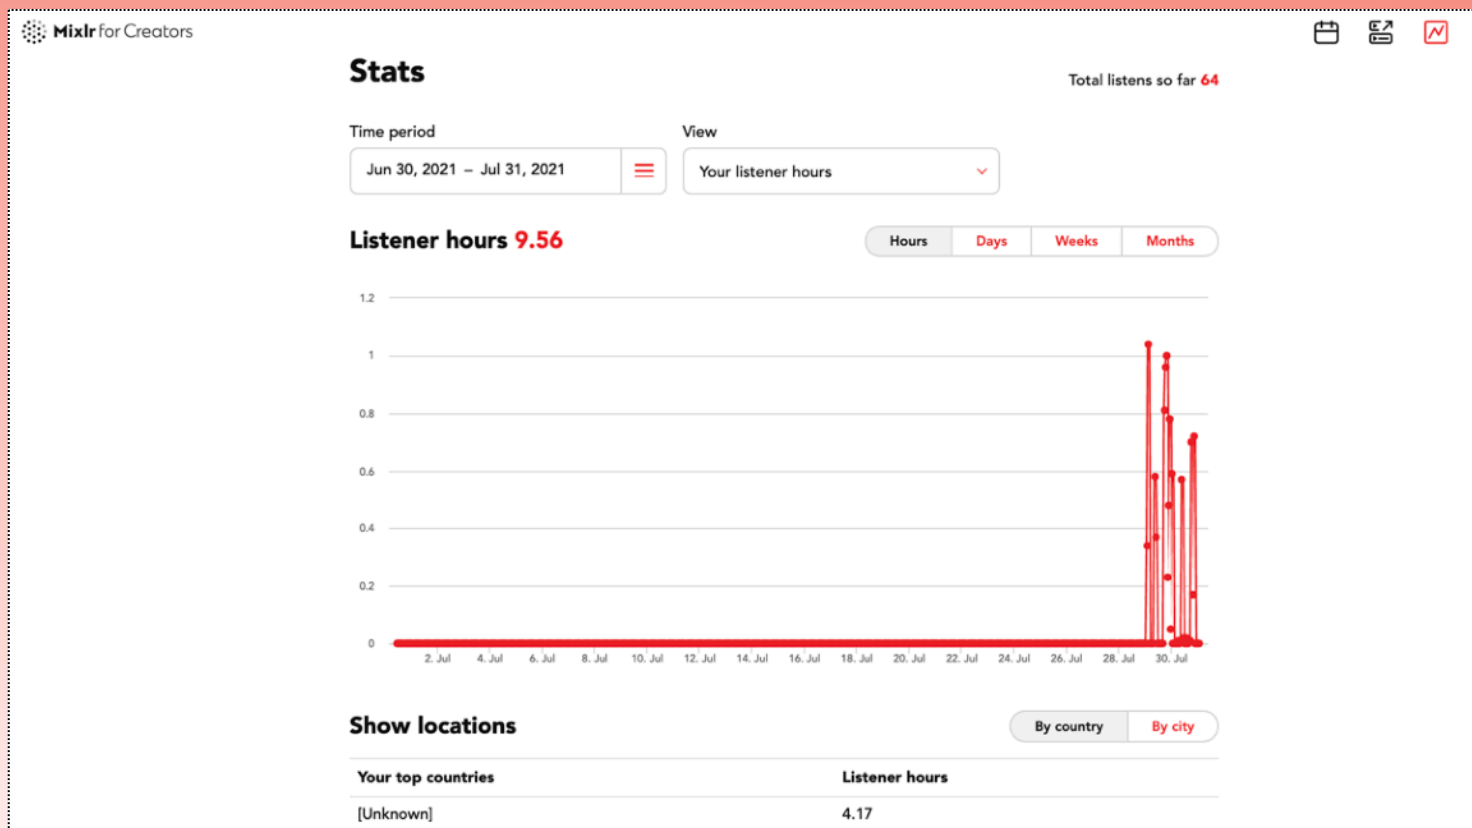 Mixlr for Creators
Stats
Total listens so far 64
Time period
View
Jun 30, 2021 – Jul 31, 2021
Your listener hours
Listener hours 9.56
Hours Days Weeks Months
1.2
1
0.8
0.6
0.4
0.2
0
2. Jul 4. Jul 6. Jul 8. Jul 10. Jul 12. Jul 14. Jul 16. Jul 18. Jul 20. Jul 22. Jul 24. Jul 26. Jul 28. Jul 30. Jul
Show locations
By country By city
Your top countries Listener hours
[Unknown] 4.17